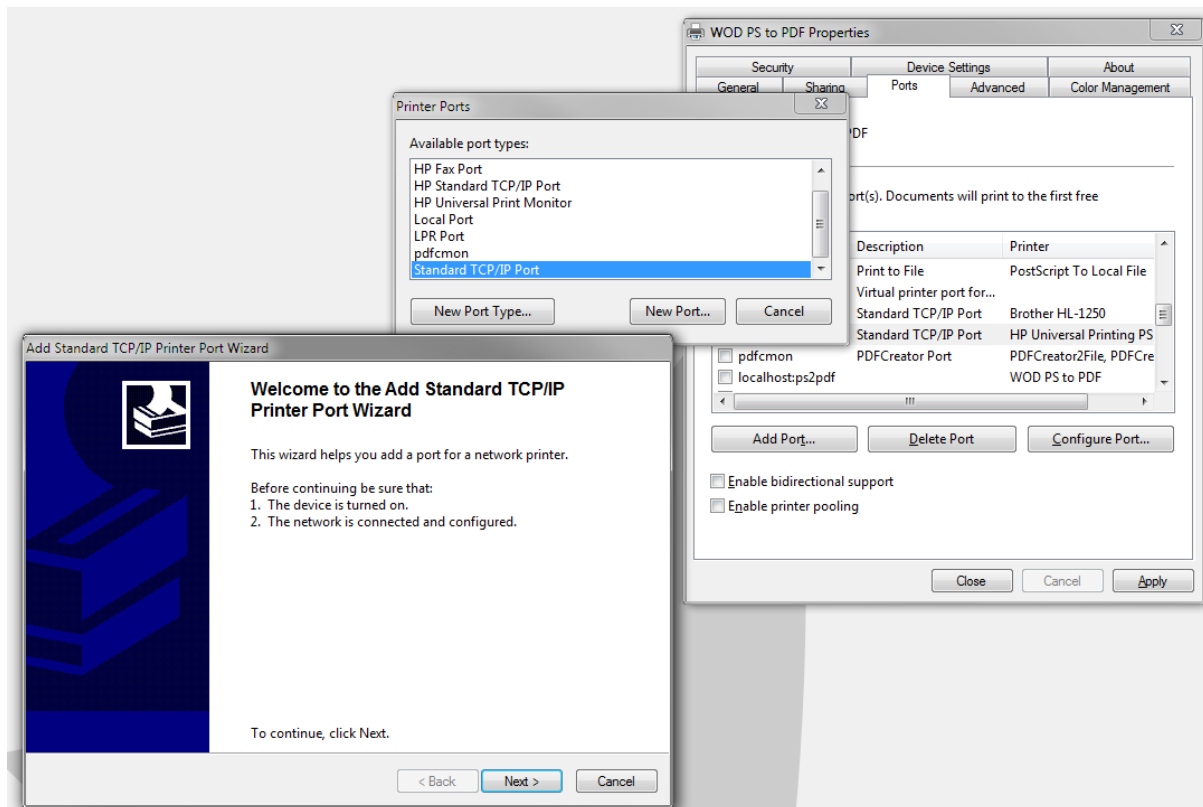 WOD PS to PDF Properties
Security Device Settings About
General Sharing Ports Advanced Color Management
PDF
ort(s). Documents will print to the first free
Description Printer
Print to File PostScript To Local File
Virtual printer port for...
Standard TCP/IP Port Brother HL-1250
Standard TCP/IP Port HP Universal Printing PS
pdfcmon PDFCreator Port PDFCreator2File, PDFCre
localhost:ps2pdf WOD PS to PDF
Add Port... Delete Port Configure Port...
Enable bidirectional support
Enable printer pooling
Close Cancel Apply
Printer Ports
Available port types:
HP Fax Port
HP Standard TCP/IP Port
HP Universal Print Monitor
Local Port
LPR Port
pdfcmon
Standard TCP/IP Port
New Port Type... New Port... Cancel
Add Standard TCP/IP Printer Port Wizard
Welcome to the Add Standard TCP/IP
Printer Port Wizard
This wizard helps you add a port for a network printer.
Before continuing be sure that:
1. The device is turned on.
2. The network is connected and configured.
To continue, click Next.
< Back Next > Cancel